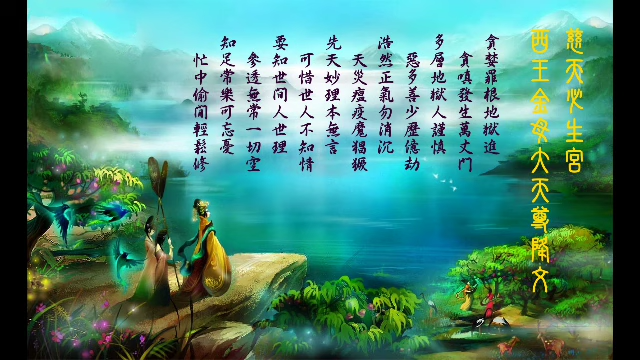 慈天必生宮
西王金母大天尊降文
貪婪罪根地獄進
貪嗔發生萬丈門
多層地獄人謹慎
惡多善少歷億劫
浩然正氣勿消沉
天災瘟疫魔猖獗
先天妙理本無言
可惜世人不知情
要知世間人世理
參透無常一切空
知足常樂可忘憂
忙中偷閒輕鬆修